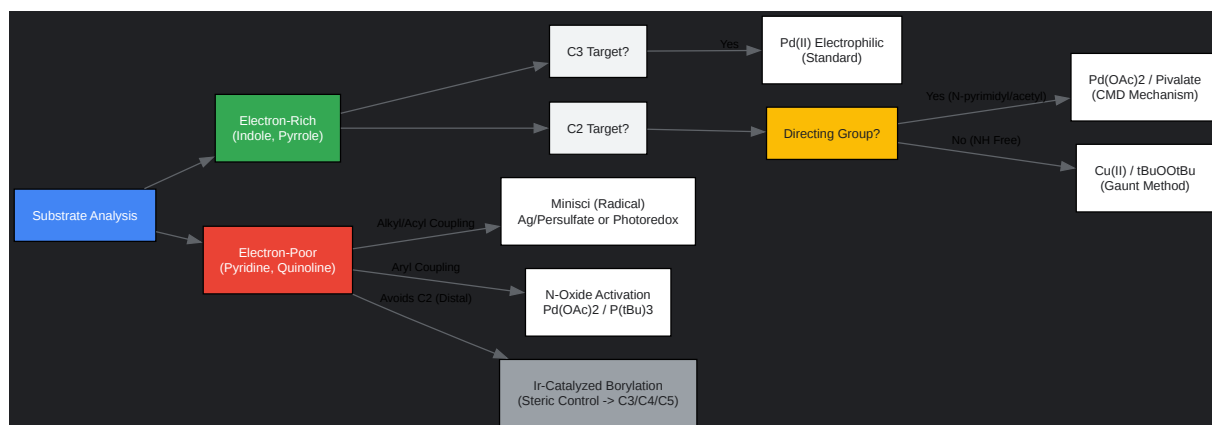 C3 Target?
Yes
Pd(II) Electrophilic
(Standard)
Electron-Rich
(Indole, Pyrrole)
C2 Target?
Directing Group?
Yes (N-pyrimidyl/acetyl)
Pd(OAc)2 / Pivalate
(CMD Mechanism)
No (NH Free)
Cu(II) / tBuOOtBu
(Gaunt Method)
Substrate Analysis
Electron-Poor
(Pyridine, Quinoline)
Alkyl/Acyl Coupling
Minisci (Radical)
Ag/Persulfate or Photoredox
Aryl Coupling
N-Oxide Activation
Pd(OAc)2 / P(tBu)3
Avoids C2 (Distal)
Ir-Catalyzed Borylation
(Steric Control -> C3/C4/C5)